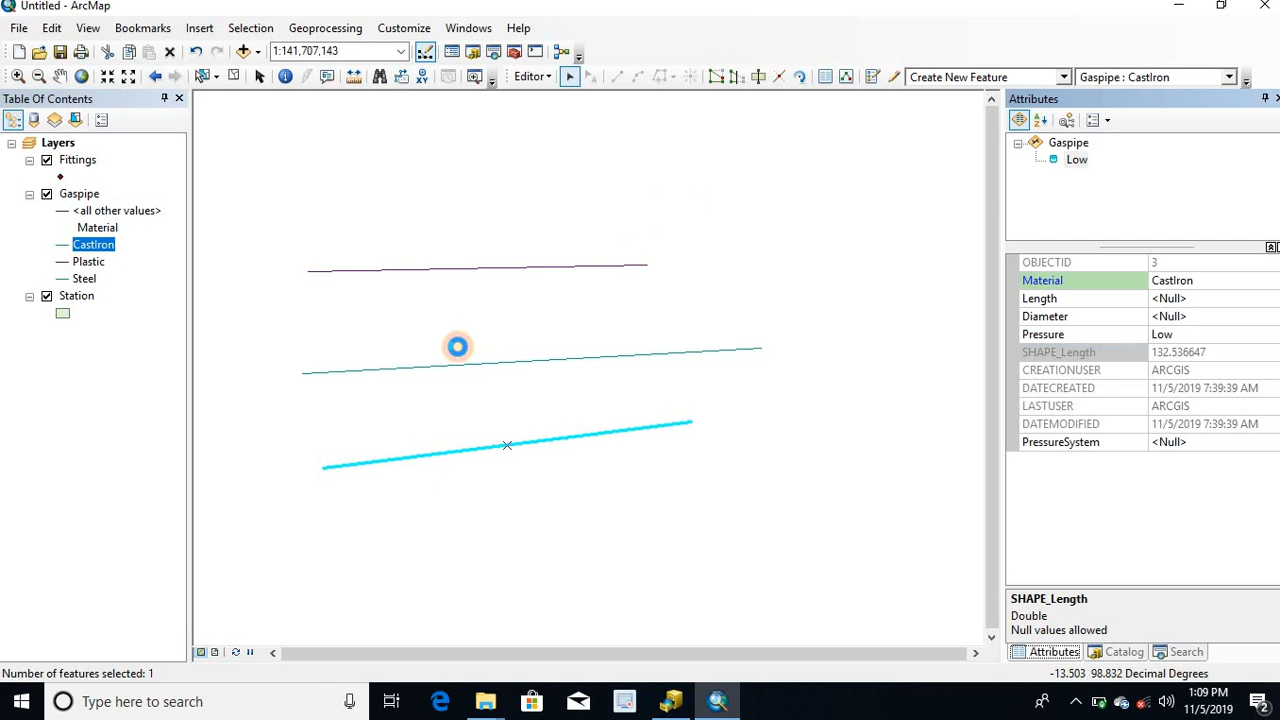 Untitled - ArcMap
File Edit View Bookmarks Insert Selection Geoprocessing Customize Windows Help
1:141,707,143
Editor Create New Feature Gaspipe : CastIron
Table Of Contents
Layers
Fittings
Gaspipe
<all other values>
Material
CastIron
Plastic
Steel
Station
Attributes
Gaspipe
Low
OBJECTID 3
Material CastIron
Length <Null>
Diameter <Null>
Pressure Low
SHAPE_Length 132.536647
CREATIONUSER ARCGIS
DATECREATED 11/5/2019 7:39:39 AM
LASTUSER ARCGIS
DATEMODIFIED 11/5/2019 7:39:39 AM
PressureSystem <Null>
SHAPE_Length
Double
Null values allowed
Attributes Catalog Search
Number of features selected: 1
-13.503 98.832 Decimal Degrees
Type here to search
1:09 PM
11/5/2019
2